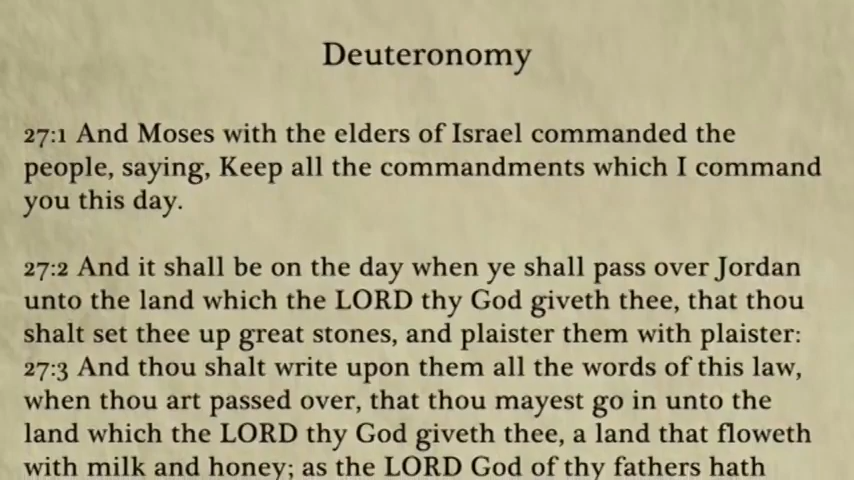 Deuteronomy
27:1 And Moses with the elders of Israel commanded the
people, saying, Keep all the commandments which I command
you this day.
27:2 And it shall be on the day when ye shall pass over Jordan
unto the land which the LORD thy God giveth thee, that thou
shalt set thee up great stones, and plaister them with plaister:
27:3 And thou shalt write upon them all the words of this law,
when thou art passed over, that thou mayest go in unto the
land which the LORD thy God giveth thee, a land that floweth
with milk and honey; as the LORD God of thy fathers hath